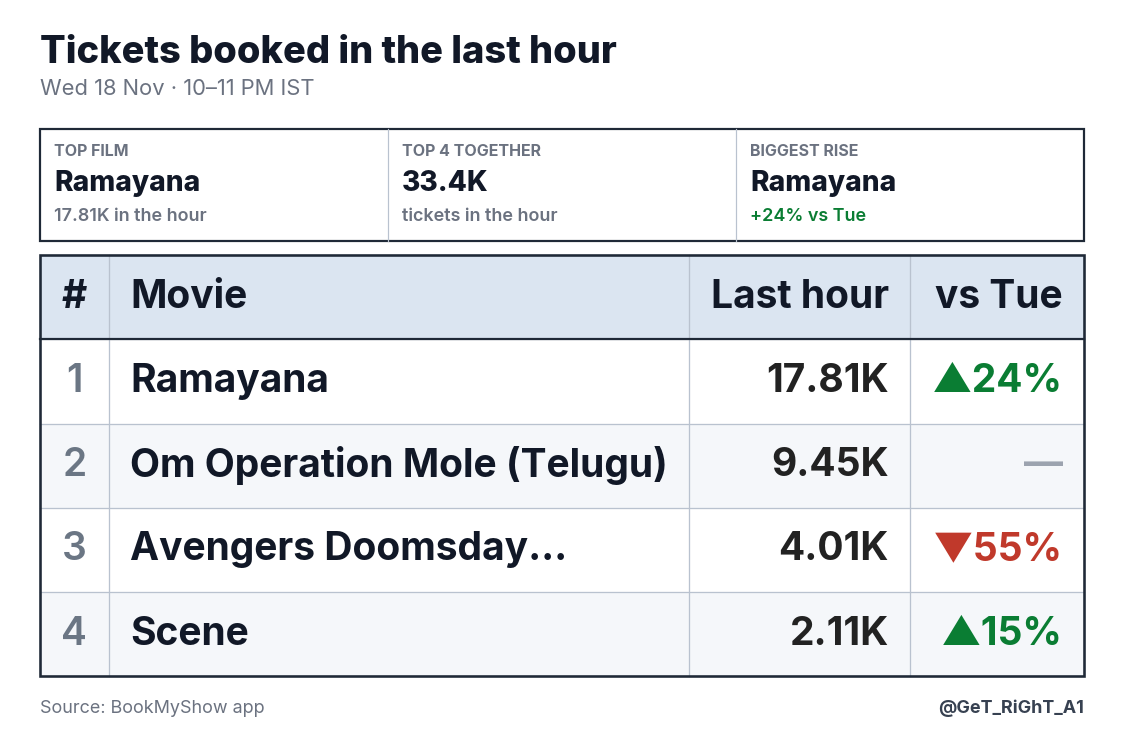 Tickets booked in the last hour
Wed 18 Nov · 10–11 PM IST
TOP FILM
Ramayana
17.81K in the hour
TOP 4 TOGETHER
33.4K
tickets in the hour
BIGGEST RISE
Ramayana
+24% vs Tue
# Movie Last hour vs Tue
1 Ramayana 17.81K ▲24%
2 Om Operation Mole (Telugu) 9.45K —
3 Avengers Doomsday... 4.01K ▼55%
4 Scene 2.11K ▲15%
Source: BookMyShow app
@GeT_RiGhT_A1